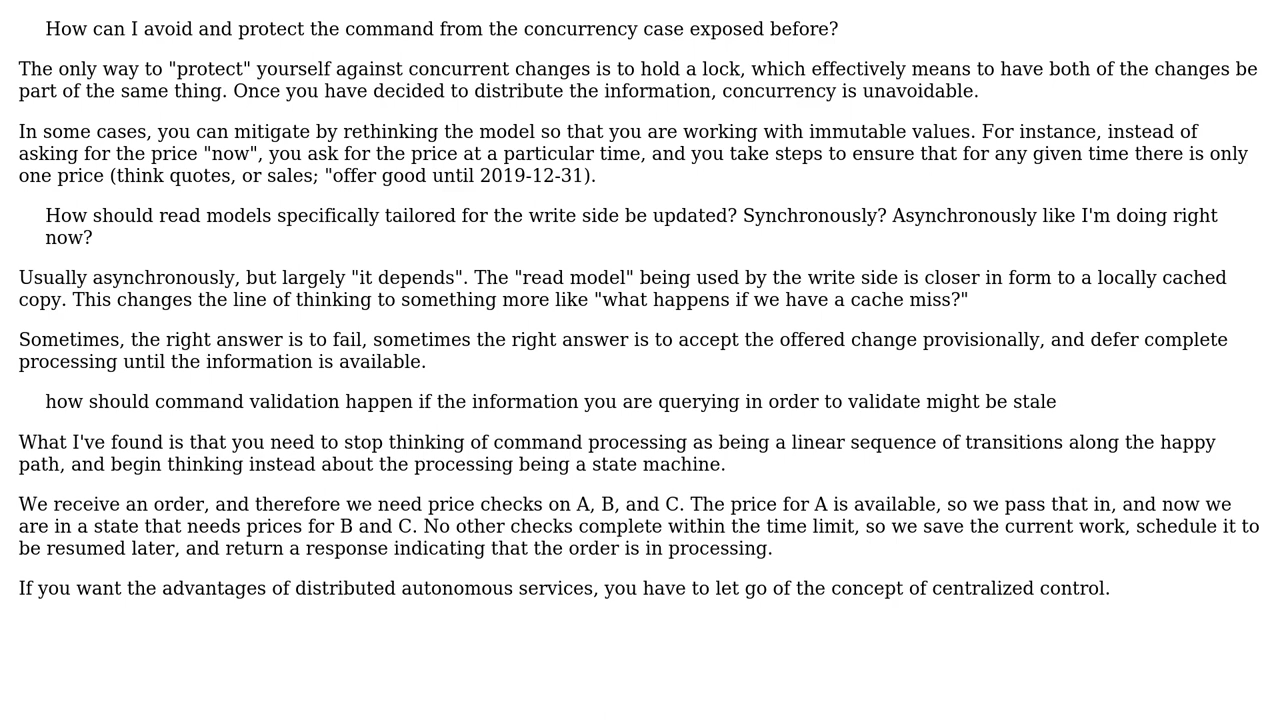 How can I avoid and protect the command from the concurrency case exposed before?
The only way to "protect" yourself against concurrent changes is to hold a lock, which effectively means to have both of the changes be
part of the same thing. Once you have decided to distribute the information, concurrency is unavoidable.
In some cases, you can mitigate by rethinking the model so that you are working with immutable values. For instance, instead of
asking for the price "now", you ask for the price at a particular time, and you take steps to ensure that for any given time there is only
one price (think quotes, or sales; "offer good until 2019-12-31).
How should read models specifically tailored for the write side be updated? Synchronously? Asynchronously like I'm doing right
now?
Usually asynchronously, but largely "it depends". The "read model" being used by the write side is closer in form to a locally cached
copy. This changes the line of thinking to something more like "what happens if we have a cache miss?"
Sometimes, the right answer is to fail, sometimes the right answer is to accept the offered change provisionally, and defer complete
processing until the information is available.
how should command validation happen if the information you are querying in order to validate might be stale
What I've found is that you need to stop thinking of command processing as being a linear sequence of transitions along the happy
path, and begin thinking instead about the processing being a state machine.
We receive an order, and therefore we need price checks on A, B, and C. The price for A is available, so we pass that in, and now we
are in a state that needs prices for B and C. No other checks complete within the time limit, so we save the current work, schedule it to
be resumed later, and return a response indicating that the order is in processing.
If you want the advantages of distributed autonomous services, you have to let go of the concept of centralized control.